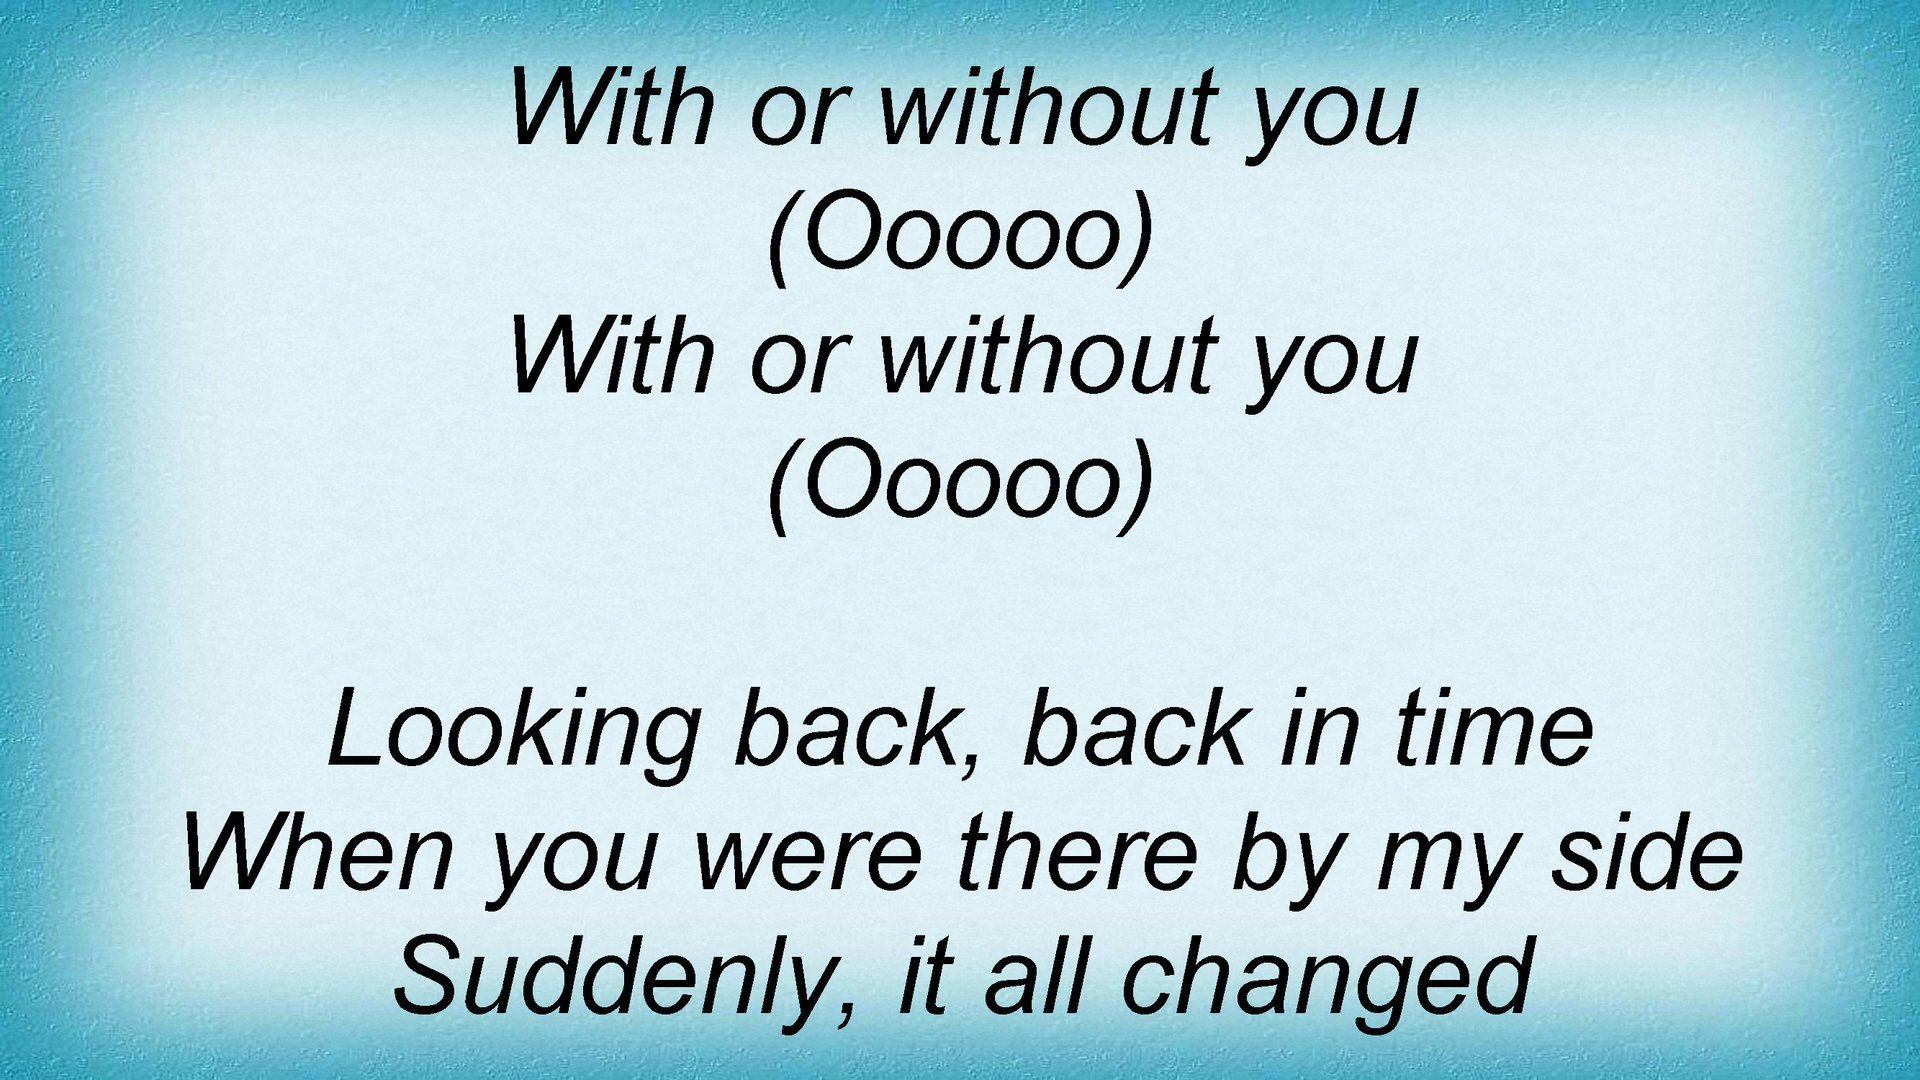 With or without you
(Ooooo)
With or without you
(Ooooo)
Looking back, back in time
When you were there by my side
Suddenly, it all changed